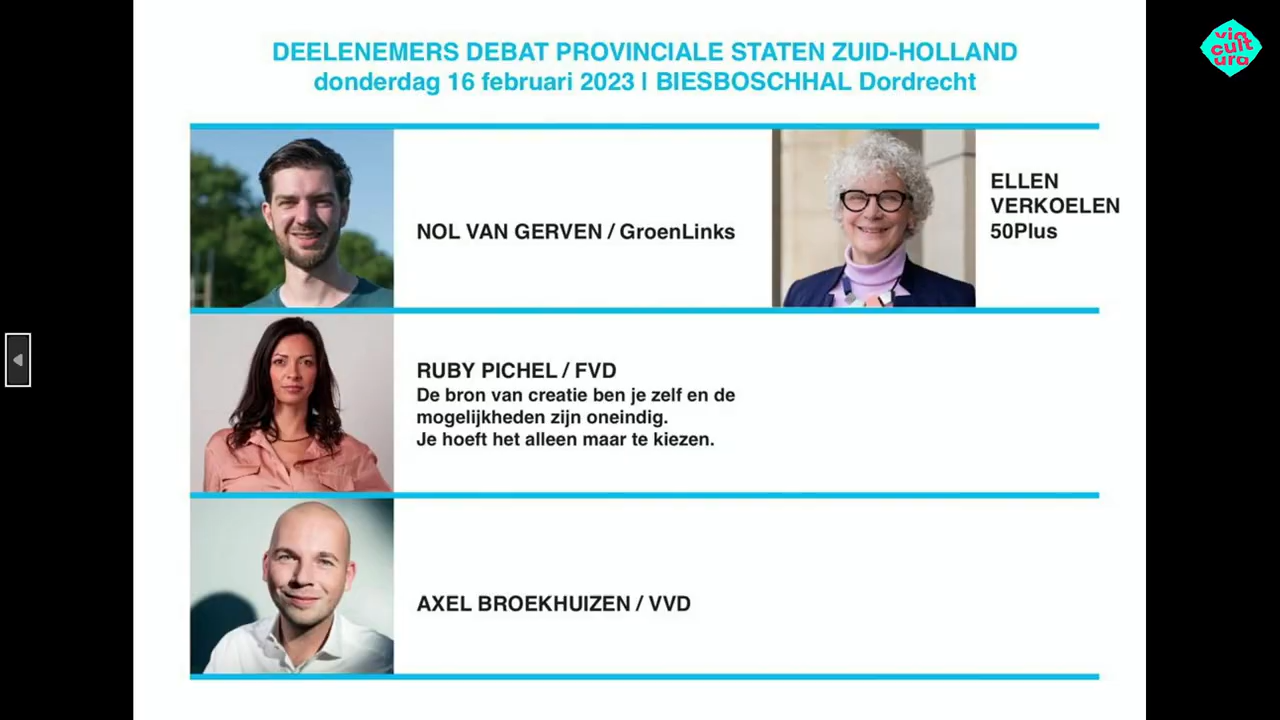 DEELENEMERS DEBAT PROVINCIALE STATEN ZUID-HOLLAND
donderdag 16 februari 2023 I BIESBOSCHHAL Dordrecht
NOL VAN GERVEN / GroenLinks
ELLEN
VERKOELEN
50Plus
RUBY PICHEL / FVD
De bron van creatie ben je zelf en de
mogelijkheden zijn oneindig.
Je hoeft het alleen maar te kiezen.
AXEL BROEKHUIZEN / VVD
via
cult
ura